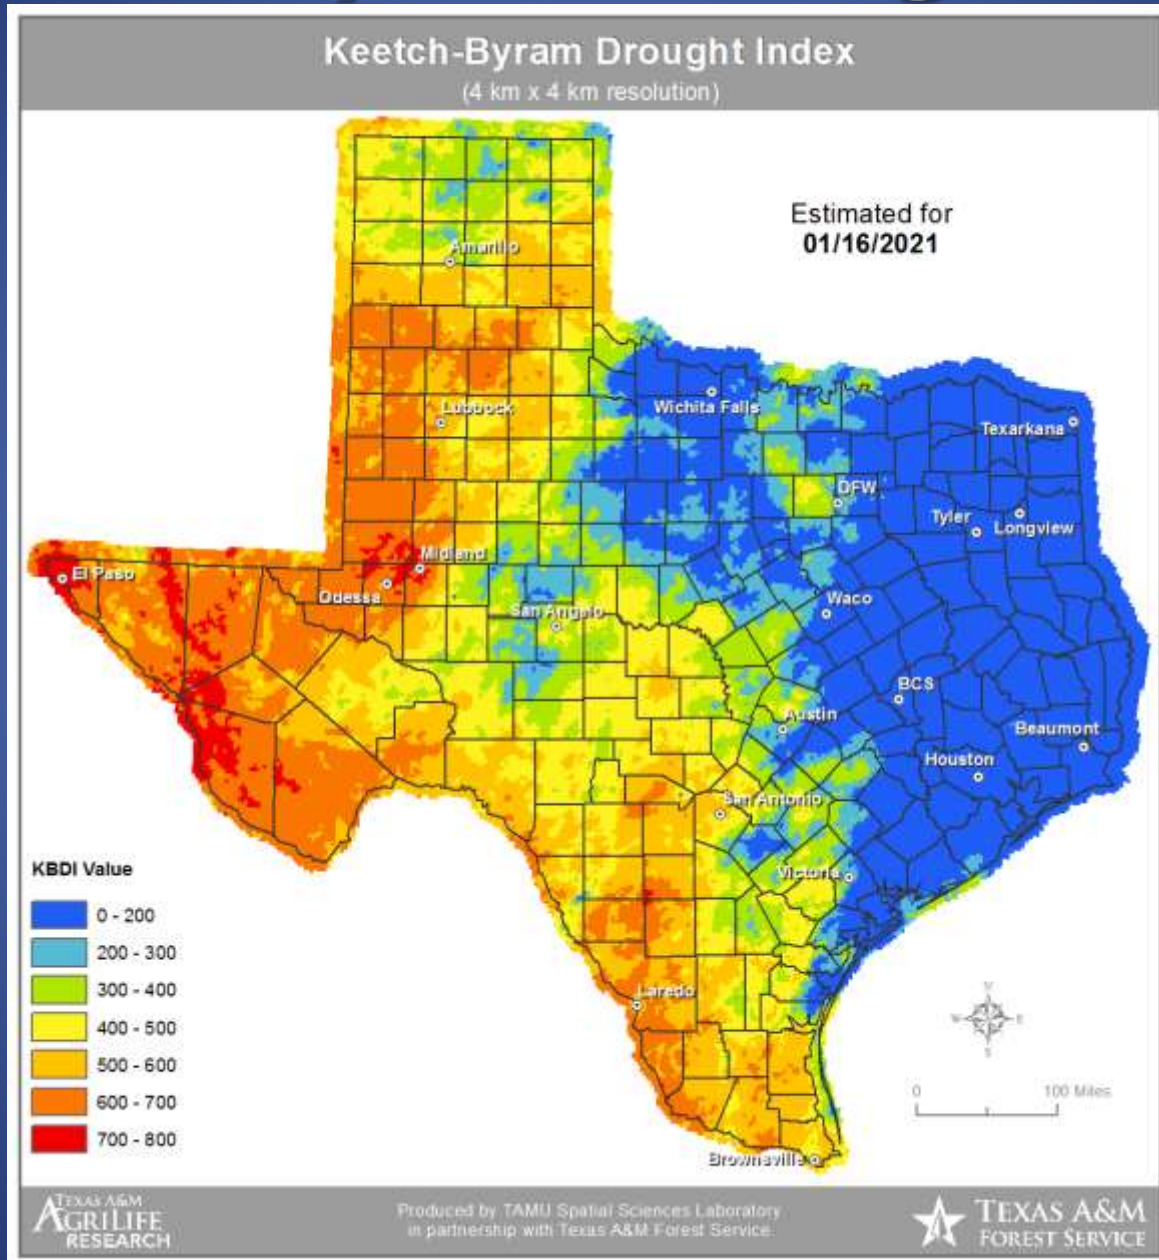 Keetch-Byram Drought Index
(4 km x 4 km resolution)
Estimated for
01/16/2021
Amarillo
Lubbock
Wichita Falls
Texarkana
DFW
Tyler
Longview
Midland
El Paso
Odessa
San Angelo
Waco
BCS
Austin
Beaumont
Houston
San Antonio
Victoria
Laredo
Brownsville
KBDI Value
0 - 200
200 - 300
300 - 400
400 - 500
500 - 600
600 - 700
700 - 800
N
W E
S
0 100 Miles
TEXAS A&M
AGRILIFE
RESEARCH
Produced by TAMU Spatial Sciences Laboratory
in partnership with Texas A&M Forest Service
TEXAS A&M
FOREST SERVICE